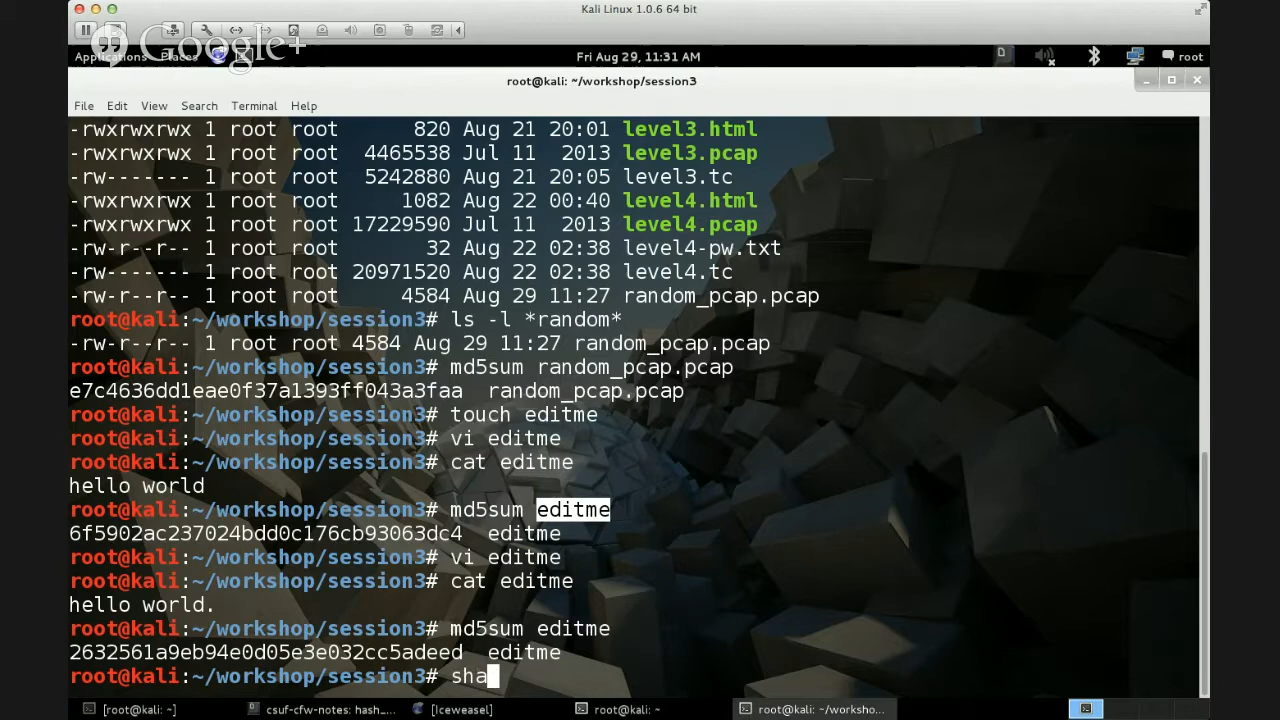 Kali Linux 1.0.6 64 bit
Google+
Applications Places Fri Aug 29, 11:31 AM root
root@kali: ~/workshop/session3
File Edit View Search Terminal Help
-rwxrwxrwx 1 root root 820 Aug 21 20:01 level3.html
-rwxrwxrwx 1 root root 4465538 Jul 11 2013 level3.pcap
-rw------- 1 root root 5242880 Aug 21 20:05 level3.tc
-rwxrwxrwx 1 root root 1082 Aug 22 00:40 level4.html
-rwxrwxrwx 1 root root 17229590 Jul 11 2013 level4.pcap
-rw-r--r-- 1 root root 32 Aug 22 02:38 level4-pw.txt
-rw------- 1 root root 20971520 Aug 22 02:38 level4.tc
-rw-r--r-- 1 root root 4584 Aug 29 11:27 random_pcap.pcap
root@kali:~/workshop/session3# ls -l *random*
-rw-r--r-- 1 root root 4584 Aug 29 11:27 random_pcap.pcap
root@kali:~/workshop/session3# md5sum random_pcap.pcap
e7c4636dd1eae0f37a1393ff043a3faa random_pcap.pcap
root@kali:~/workshop/session3# touch editme
root@kali:~/workshop/session3# vi editme
root@kali:~/workshop/session3# cat editme
hello world
root@kali:~/workshop/session3# md5sum editme
6f5902ac237024bdd0c176cb93063dc4 editme
root@kali:~/workshop/session3# vi editme
root@kali:~/workshop/session3# cat editme
hello world.
root@kali:~/workshop/session3# md5sum editme
2632561a9eb94e0d05e3e032cc5adeed editme
root@kali:~/workshop/session3# sha
[root@kali: ~] csuf-cfw-notes: hash_... [Iceweasel] root@kali: ~ root@kali: ~/worksho...